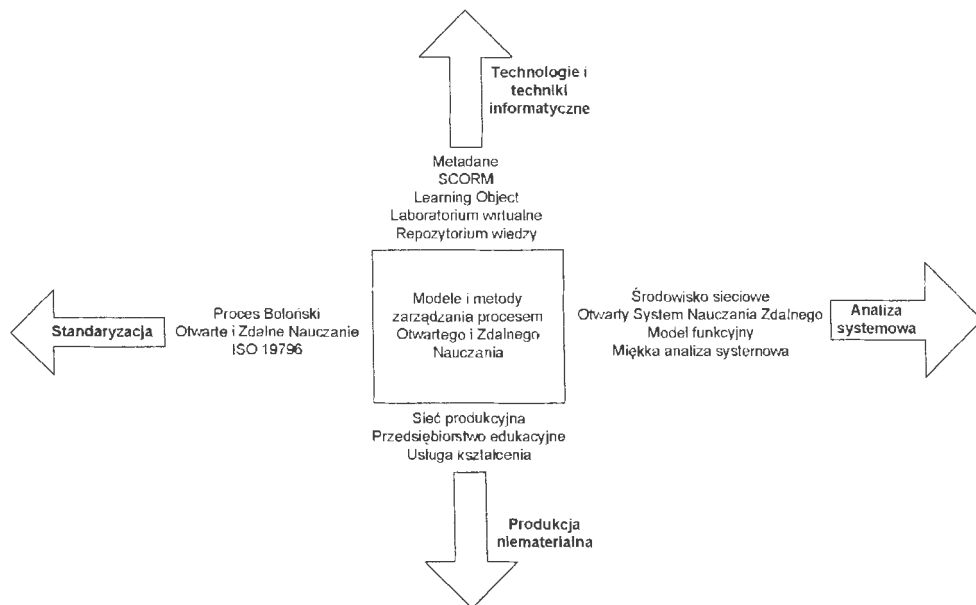 Technologie i
techniki
informatyczne
Metadane
SCORM
Learning Object
Laboratorium wirtualne
Repozytorium wiedzy
Modele i metody
zarządzania procesem
Otwartego i Zdalnego
Nauczania
Standaryzacja
Proces Boloński
Otwarte i Zdalne Nauczanie
ISO 19796
Środowisko sieciowe
Otwarty System Nauczania Zdalnego
Model funkcyjny
Miękka analiza systemowa
Analiza
systemowa
Sieć produkcyjna
Przedsiębiorstwo edukacyjne
Usługa kształcenia
Produkcja
niematerialna